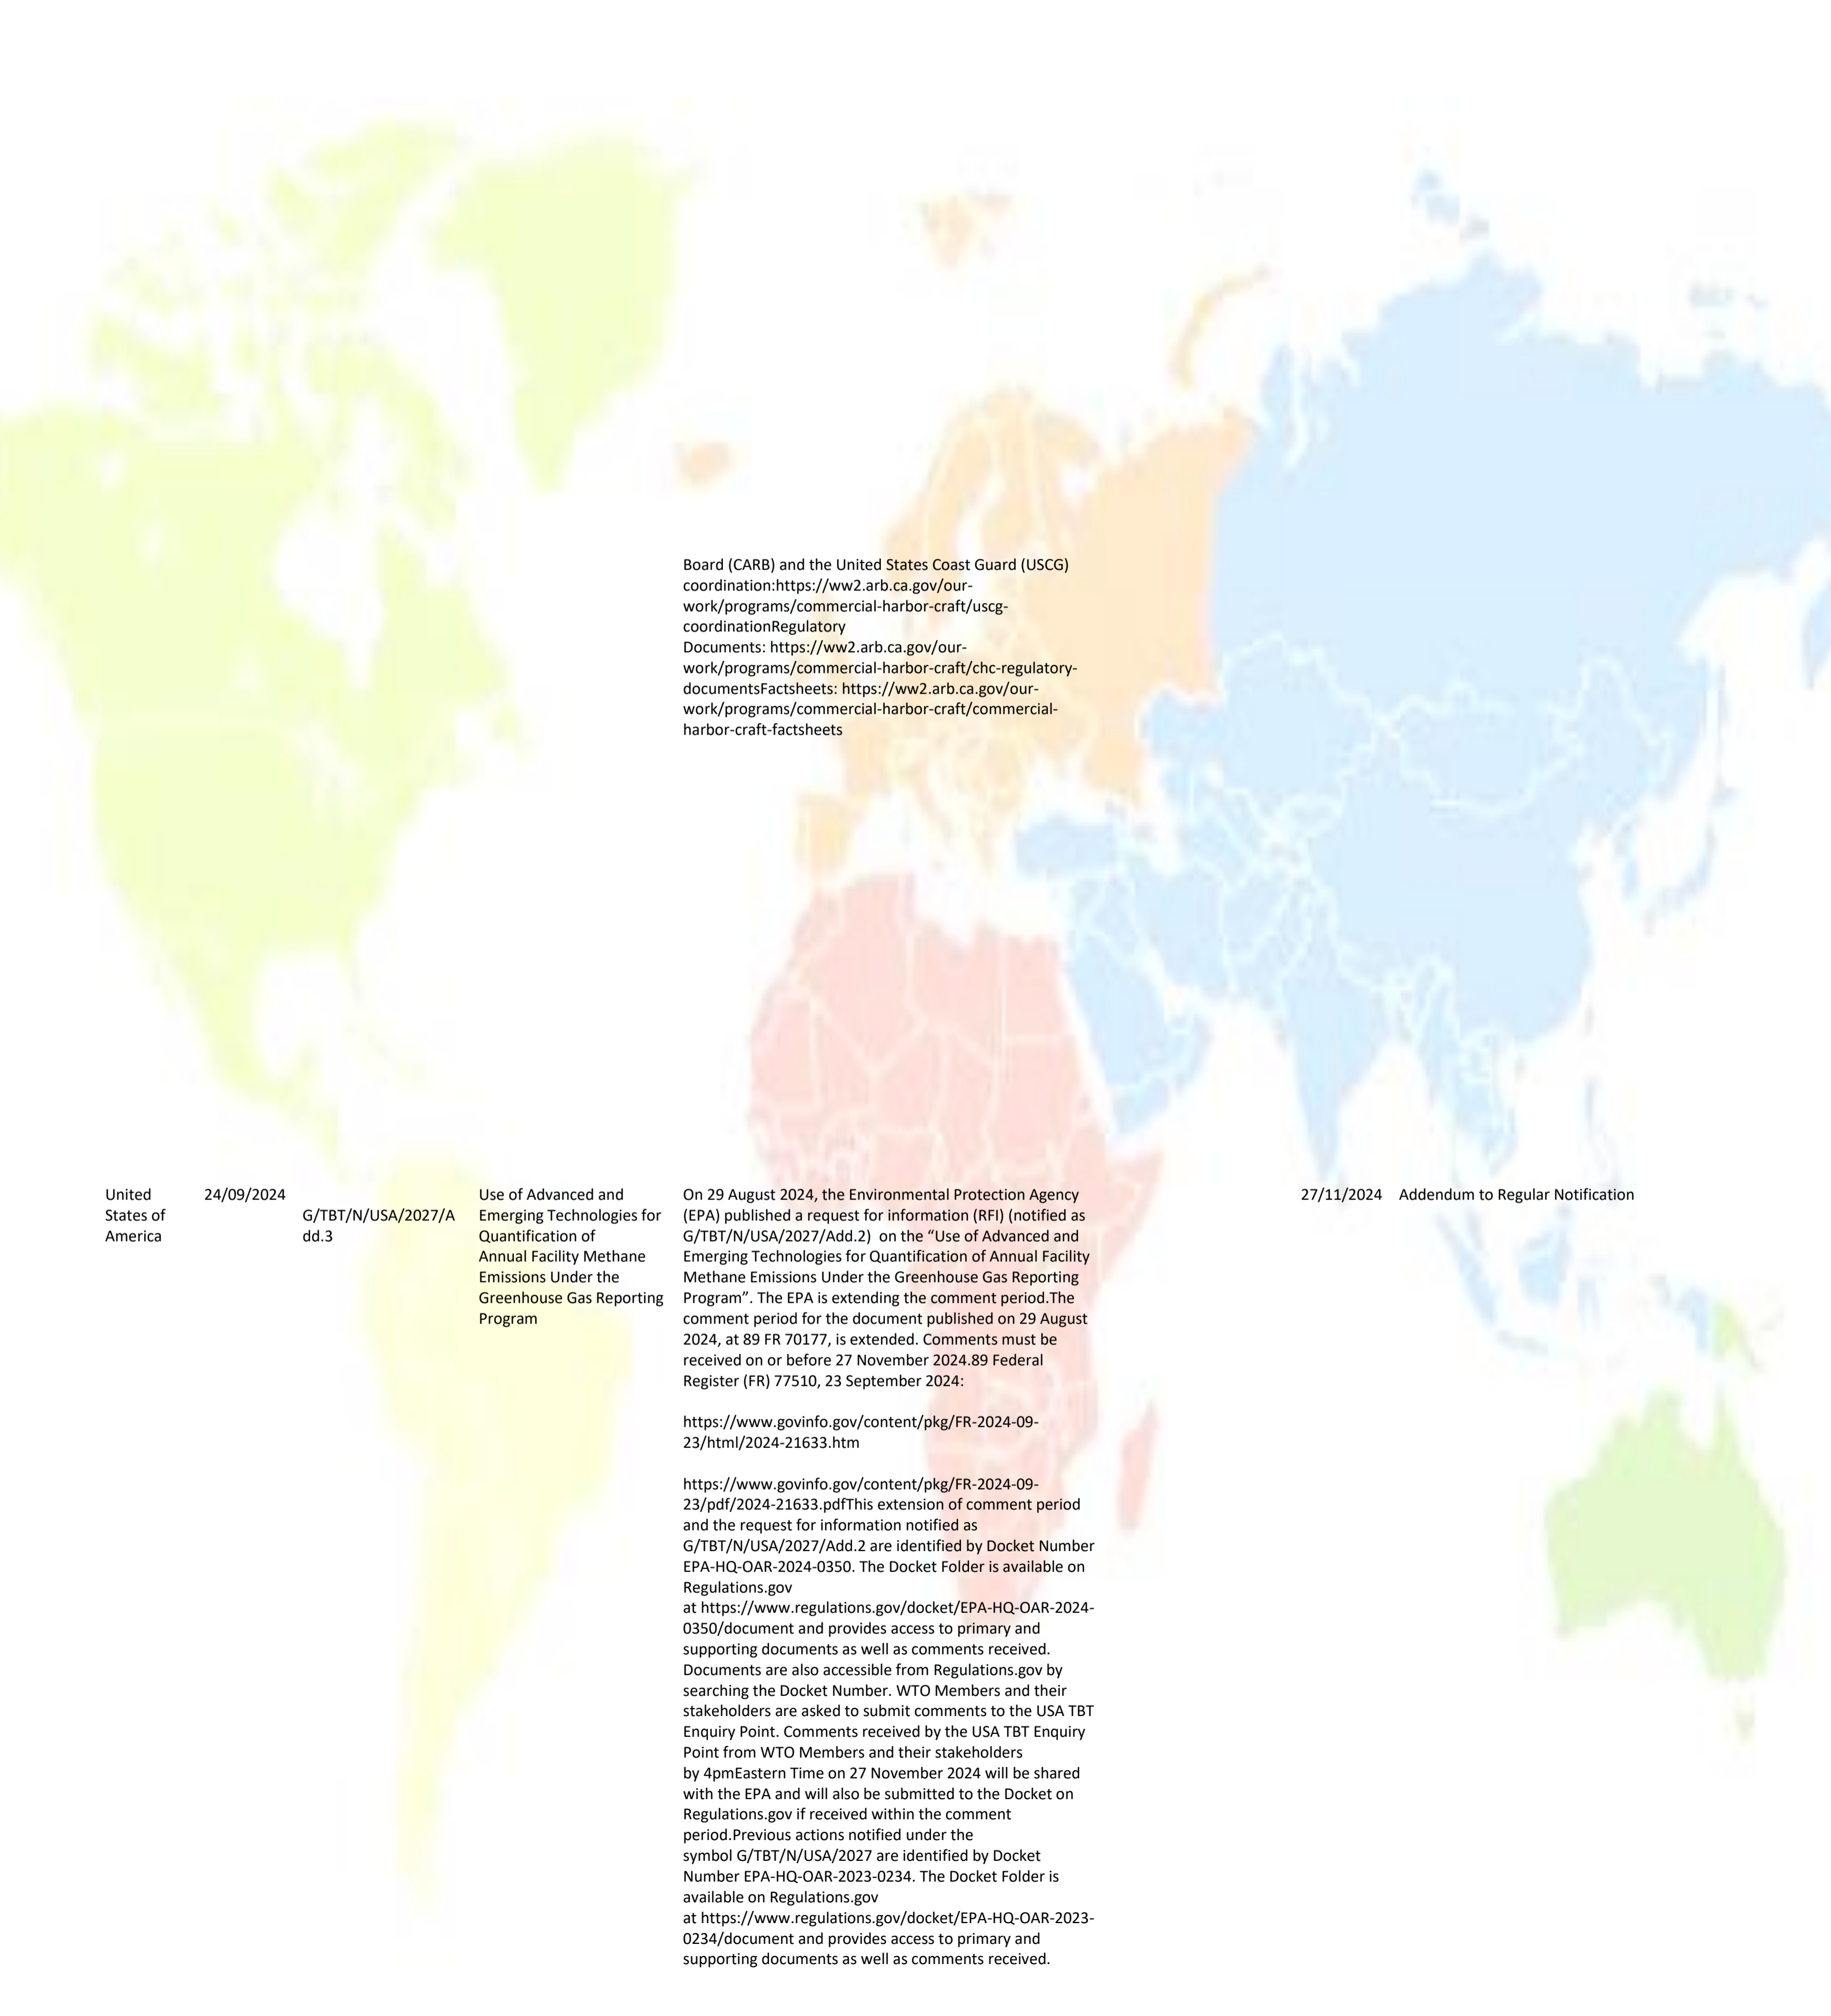 Board (CARB) and the United States Coast Guard (USCG)
coordination:https://ww2.arb.ca.gov/our-
work/programs/commercial-harbor-craft/uscg-
coordinationRegulatory
Documents: https://ww2.arb.ca.gov/our-
work/programs/commercial-harbor-craft/chc-regulatory-
documentsFactsheets: https://ww2.arb.ca.gov/our-
work/programs/commercial-harbor-craft/commercial-
harbor-craft-factsheets
United
States of
America
24/09/2024
G/TBT/N/USA/2027/A
dd.3
Use of Advanced and
Emerging Technologies for
Quantification of
Annual Facility Methane
Emissions Under the
Greenhouse Gas Reporting
Program
On 29 August 2024, the Environmental Protection Agency
(EPA) published a request for information (RFI) (notified as
G/TBT/N/USA/2027/Add.2)  on the “Use of Advanced and
Emerging Technologies for Quantification of Annual Facility
Methane Emissions Under the Greenhouse Gas Reporting
Program”. The EPA is extending the comment period.The
comment period for the document published on 29 August
2024, at 89 FR 70177, is extended. Comments must be
received on or before 27 November 2024.89 Federal
Register (FR) 77510, 23 September 2024:
https://www.govinfo.gov/content/pkg/FR-2024-09-
23/html/2024-21633.htm
https://www.govinfo.gov/content/pkg/FR-2024-09-
23/pdf/2024-21633.pdfThis extension of comment period
and the request for information notified as
G/TBT/N/USA/2027/Add.2 are identified by Docket Number
EPA-HQ-OAR-2024-0350. The Docket Folder is available on
Regulations.gov
at https://www.regulations.gov/docket/EPA-HQ-OAR-2024-
0350/document and provides access to primary and
supporting documents as well as comments received.
Documents are also accessible from Regulations.gov by
searching the Docket Number. WTO Members and their
stakeholders are asked to submit comments to the USA TBT
Enquiry Point. Comments received by the USA TBT Enquiry
Point from WTO Members and their stakeholders
by 4pmEastern Time on 27 November 2024 will be shared
with the EPA and will also be submitted to the Docket on
Regulations.gov if received within the comment
period.Previous actions notified under the
symbol G/TBT/N/USA/2027 are identified by Docket
Number EPA-HQ-OAR-2023-0234. The Docket Folder is
available on Regulations.gov
at https://www.regulations.gov/docket/EPA-HQ-OAR-2023-
0234/document and provides access to primary and
supporting documents as well as comments received.
27/11/2024
Addendum to Regular Notification